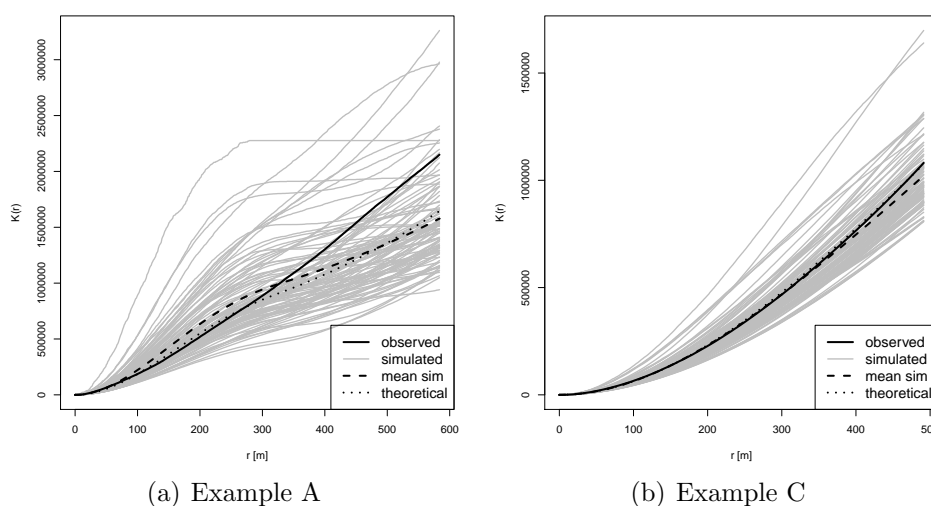 3000000
2500000
2000000
1500000
1000000
500000
0
K(r)
0 100 200 300 400 500 600
r [m]
observed
simulated
mean sim
theoretical
(a) Example A
1500000
1000000
500000
0
K(r)
0 100 200 300 400 500
r [m]
observed
simulated
mean sim
theoretical
(b) Example C